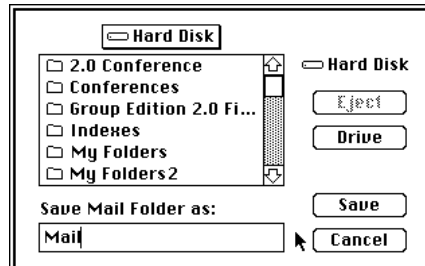 Hard Disk
2.0 Conference
Conferences
Group Edition 2.0 Fi...
Indexes
My Folders
My Folders2
Hard Disk
Eject
Drive
Save Mail Folder as:
Mail
Save
Cancel